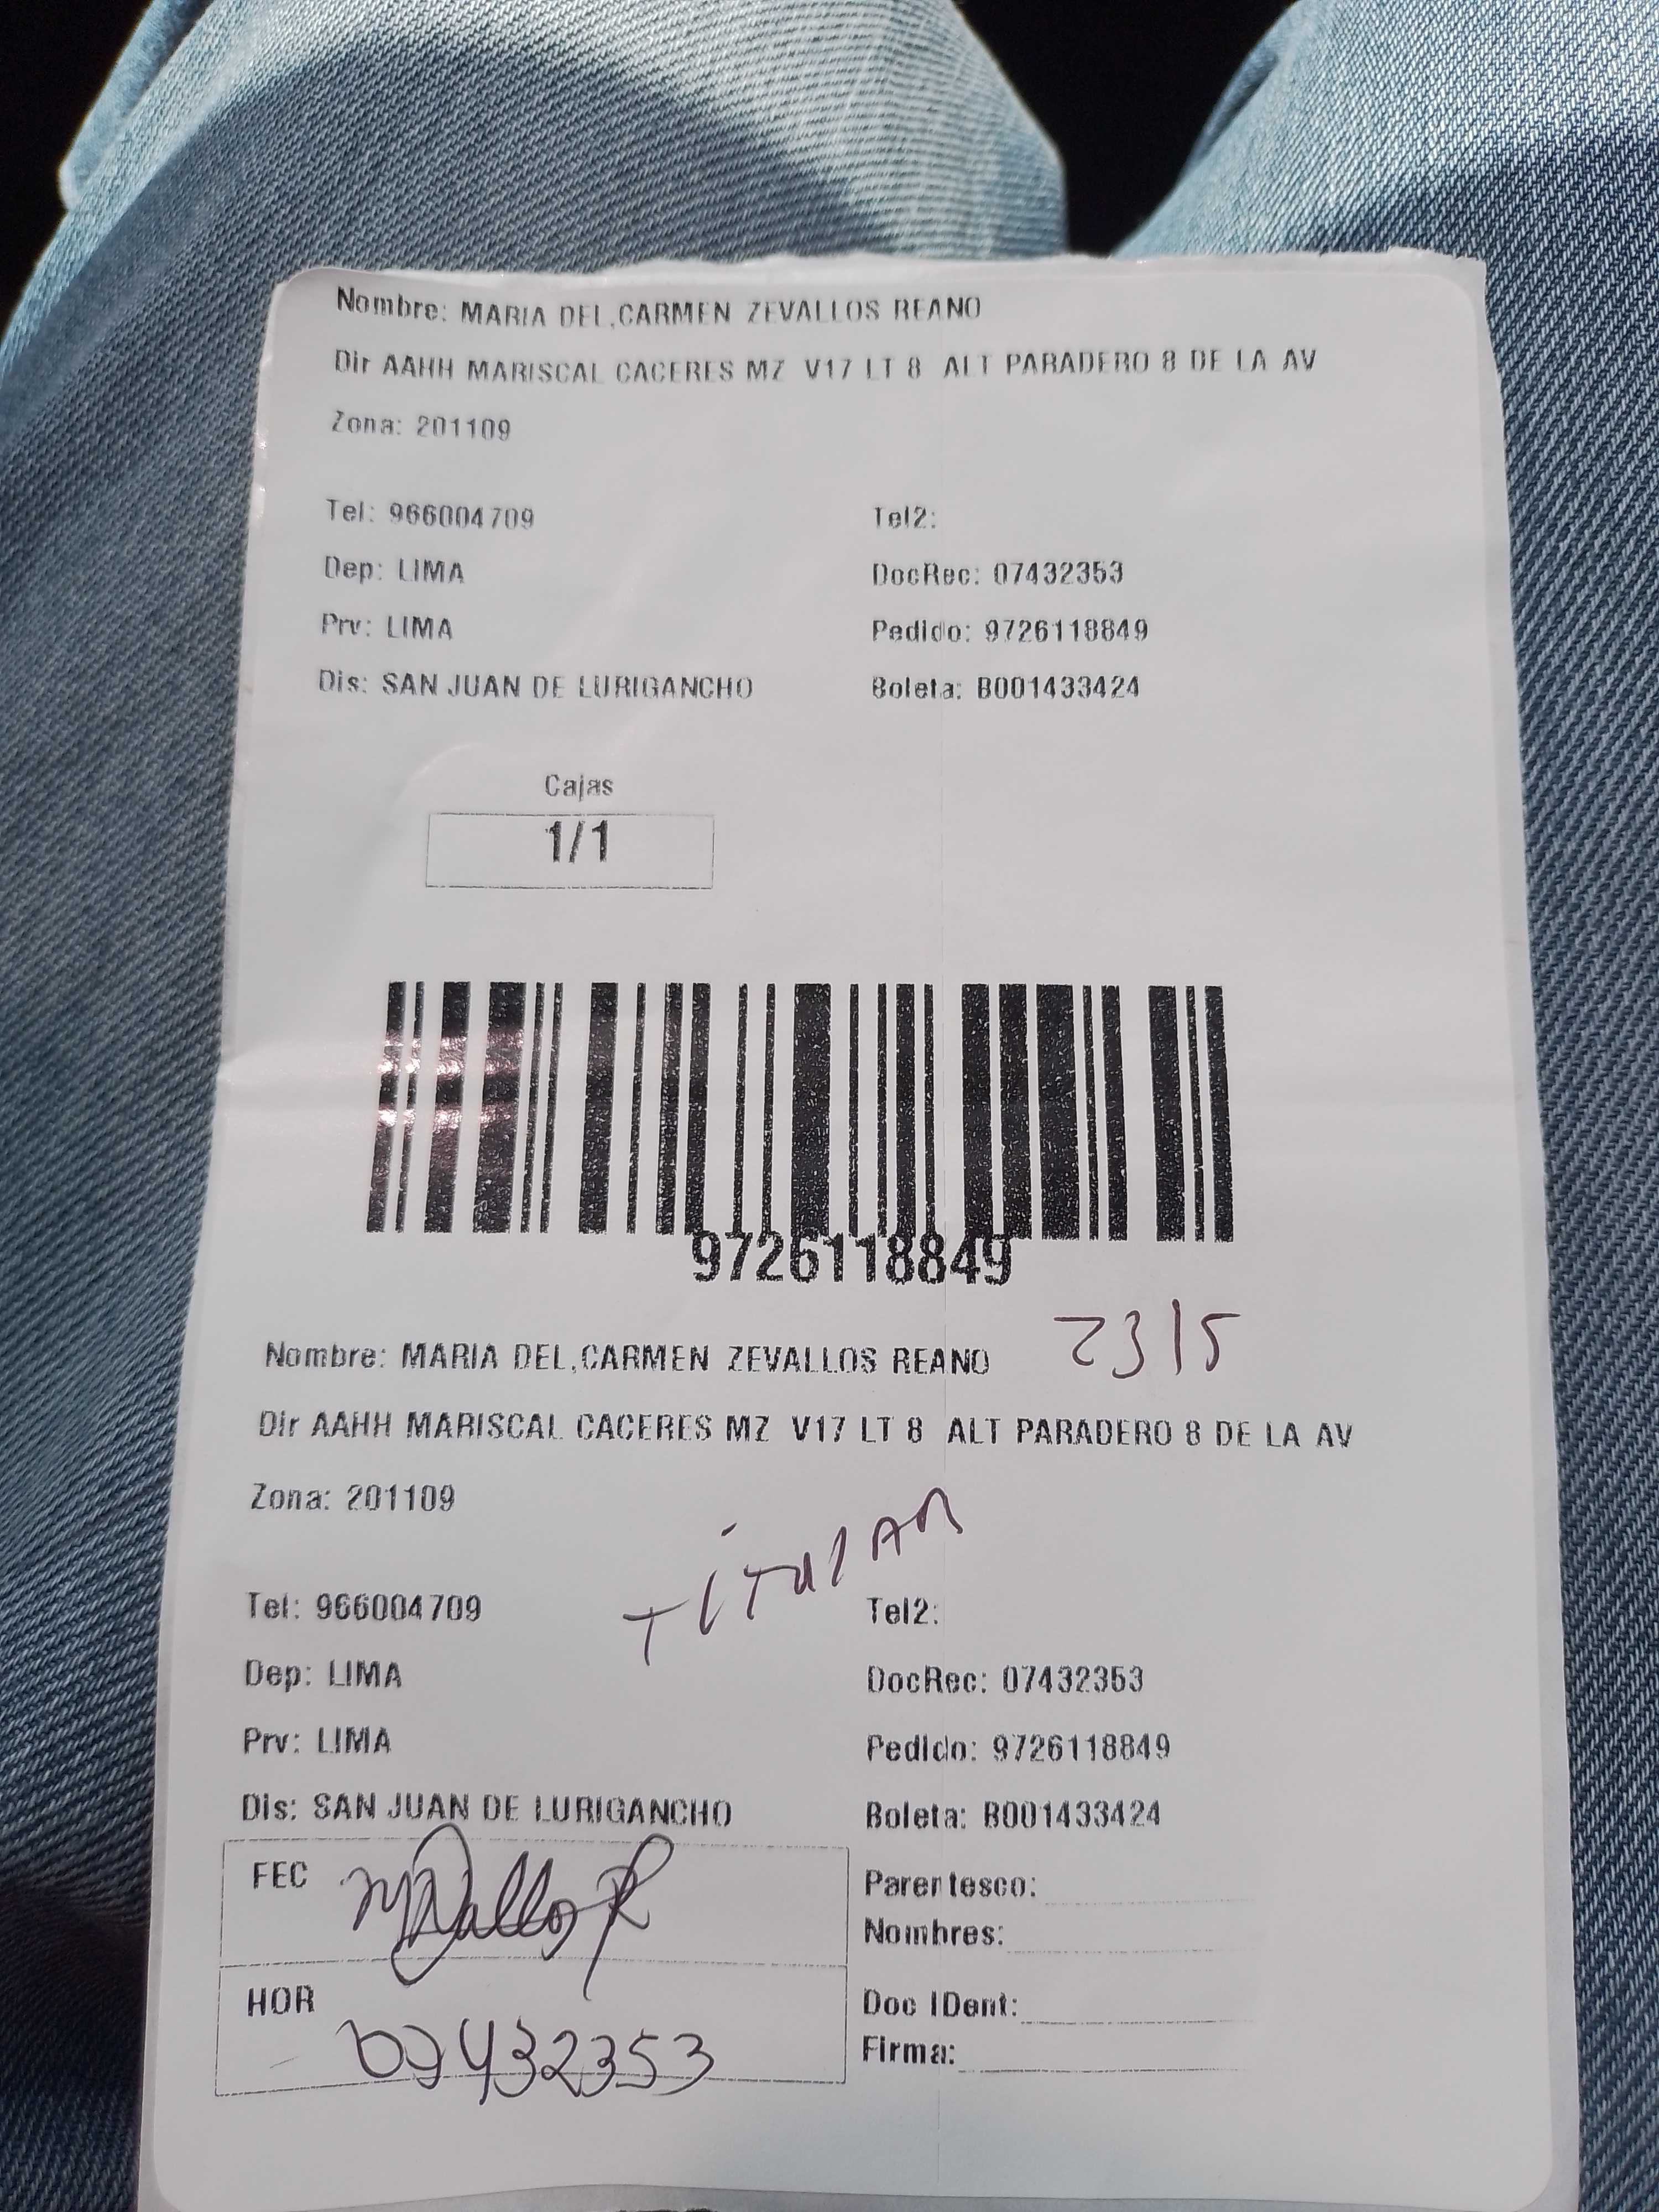 Nombre: MARIA DEL,CARMEN ZEVALLOS REANO
Dir AAHH MARISCAL CACERES MZ V17 LT 8 ALT PARADERO 8 DE LA AV
Zona: 201109
Tel: 966004709 Tel2:
Dep: LIMA DocRec: 07432353
Prv: LIMA Pedido: 9726118849
Dis: SAN JUAN DE LURIGANCHO Boleta: B001433424
Cajas
1/1
9726118849
Nombre: MARIA DEL,CARMEN ZEVALLOS REANO 23/5
Dir AAHH MARISCAL CACERES MZ V17 LT 8 ALT PARADERO 8 DE LA AV
Zona: 201109
TíTulAR
Tel: 966004709 Tel2:
Dep: LIMA DocRec: 07432353
Prv: LIMA Pedido: 9726118849
Dis: SAN JUAN DE LURIGANCHO Boleta: B001433424
FEC Parentesco:
Nombres:
HOR 07432353 Doc IDent:
Firma: